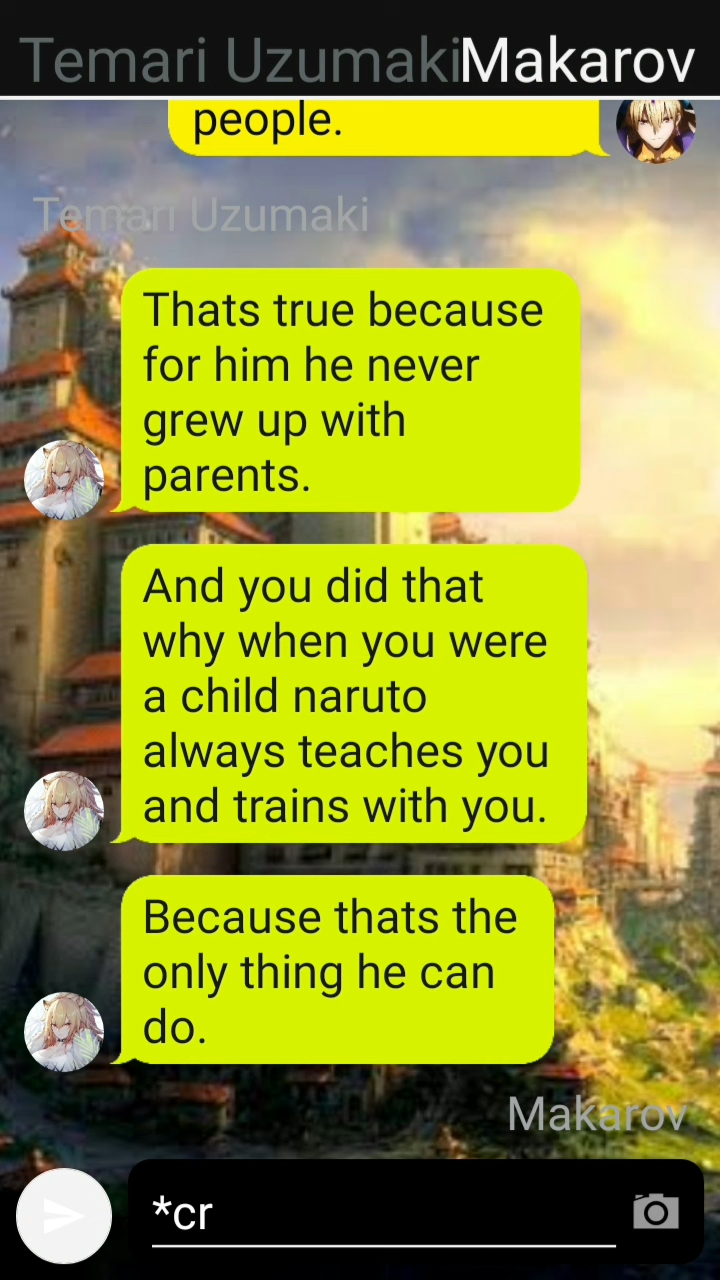 Temari Uzumaki Makarov
people.
Temari Uzumaki
Thats true because
for him he never
grew up with
parents.
And you did that
why when you were
a child naruto
always teaches you
and trains with you.
Because thats the
only thing he can
do.
Makarov
*cr